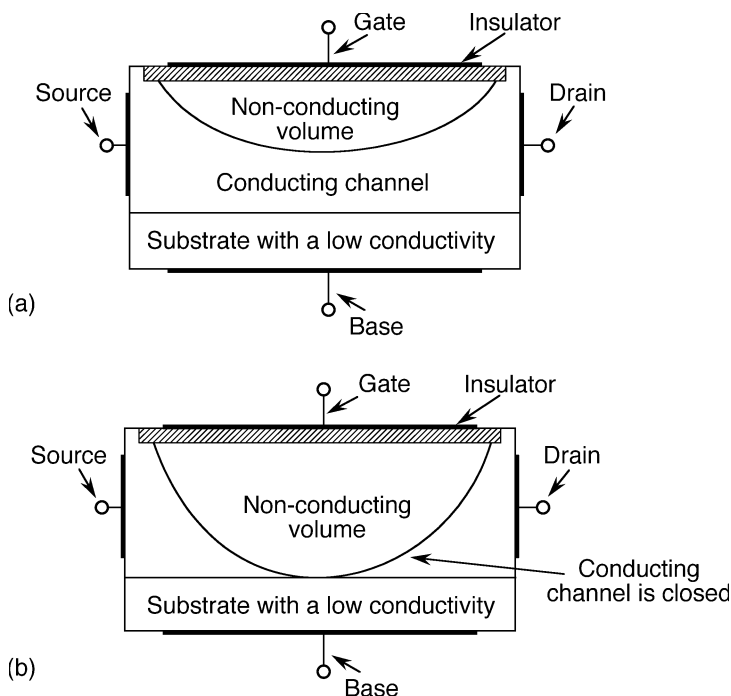 Gate
Insulator
Source
Drain
Non-conducting
volume
Conducting channel
Substrate with a low conductivity
(a)
Base
Gate
Insulator
Source
Drain
Non-conducting
volume
Conducting
channel is closed
Substrate with a low conductivity
(b)
Base